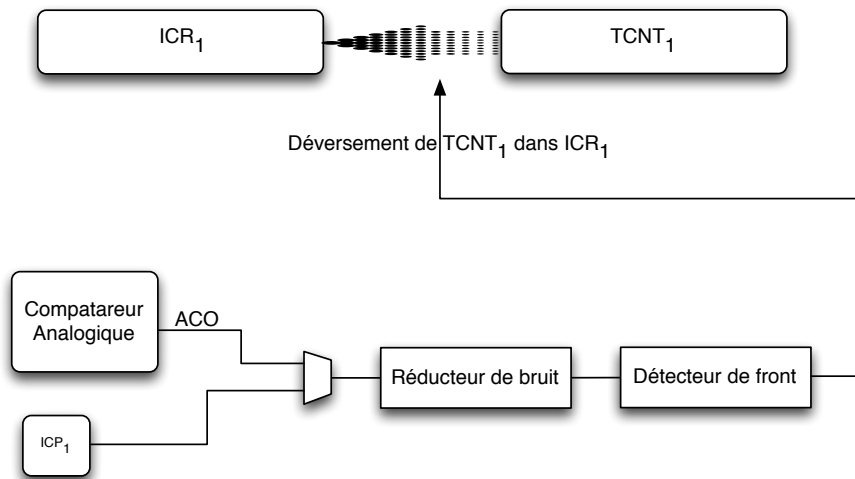 ICR1
TCNT1
Déversement de TCNT1 dans ICR1
Compatareur
Analogique
ACO
Réducteur de bruit
Détecteur de front
ICP1